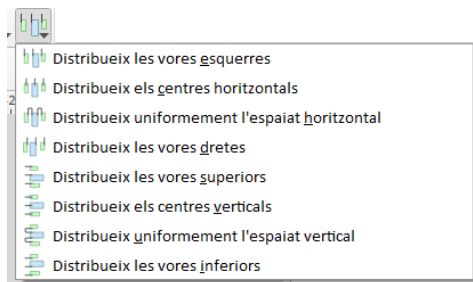 2
Distribueix les vores esquerres
Distribueix els centres horitzontals
Distribueix uniformement l'espaiat horitzontal
Distribueix les vores dretes
Distribueix les vores superiors
Distribueix els centres verticals
Distribueix uniformement l'espaiat vertical
Distribueix les vores inferiors